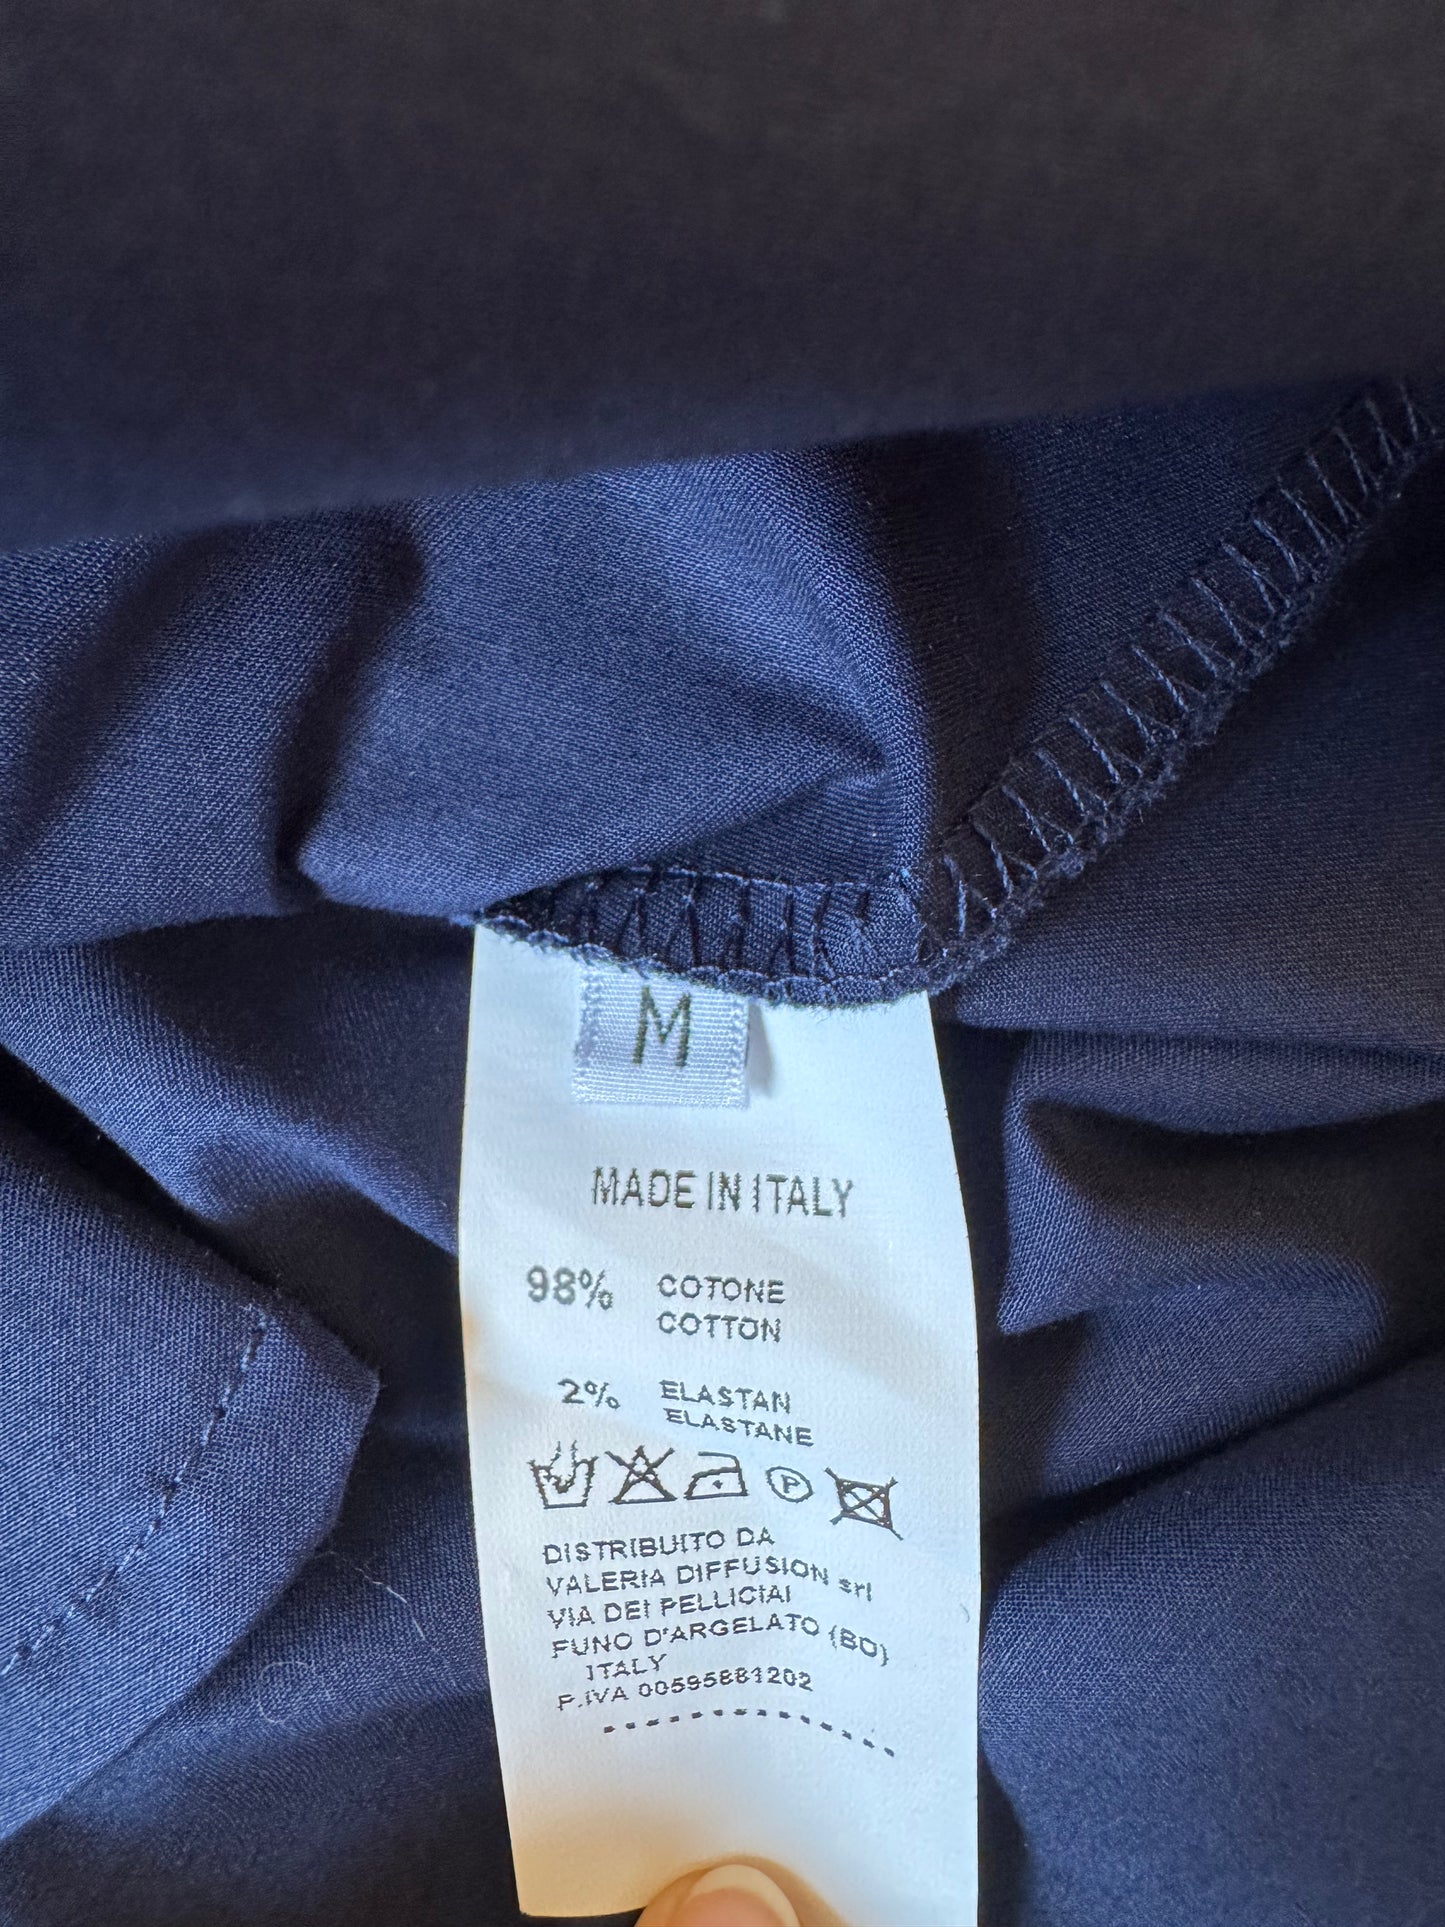 M
MADE IN ITALY
98% COTONE
COTTON
2% ELASTAN
ELASTANE
P
DISTRIBUITO DA
VALERIA DIFFUSION srl
VIA DEI PELLICIAI
FUNO D'ARGELATO (BO)
ITALY
P.IVA 00595881202